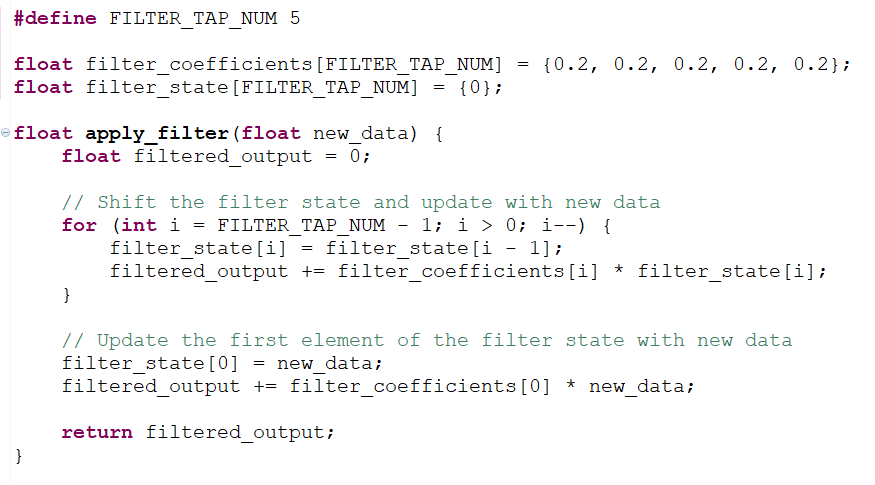 #define FILTER_TAP_NUM 5
float filter_coefficients[FILTER_TAP_NUM] = {0.2, 0.2, 0.2, 0.2, 0.2};
float filter_state[FILTER_TAP_NUM] = {0};
float apply_filter(float new_data) {
    float filtered_output = 0;
    // Shift the filter state and update with new data
    for (int i = FILTER_TAP_NUM - 1; i > 0; i--) {
        filter_state[i] = filter_state[i - 1];
        filtered_output += filter_coefficients[i] * filter_state[i];
    }
    // Update the first element of the filter state with new data
    filter_state[0] = new_data;
    filtered_output += filter_coefficients[0] * new_data;
    return filtered_output;
}